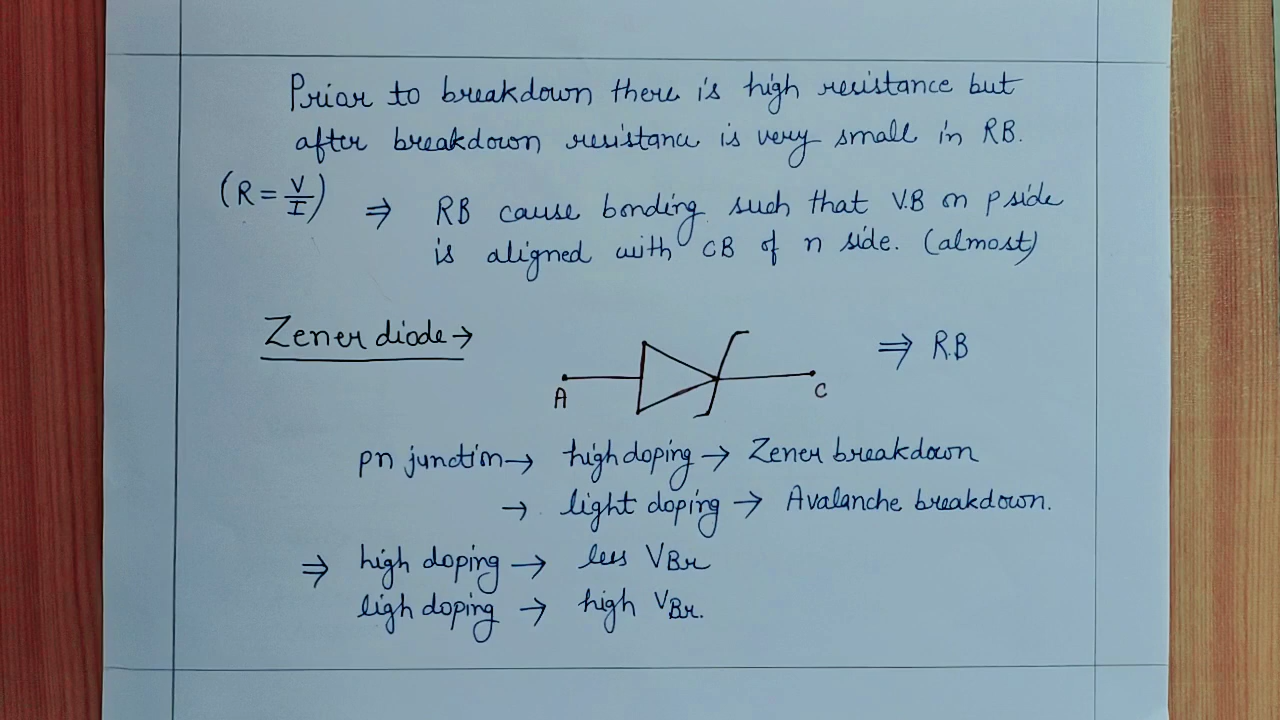 Prior to breakdown there is high resistance but
after breakdown resistance is very small in RB.
(R = V/I) ⇒ RB cause bonding such that V.B on p side
is aligned with CB of n side. (almost)
Zener diode → ⇒ R.B
A C
pn junction → high doping → Zener breakdown
→ light doping → Avalanche breakdown.
⇒ high doping → less VBr
ligh doping → high VBr.